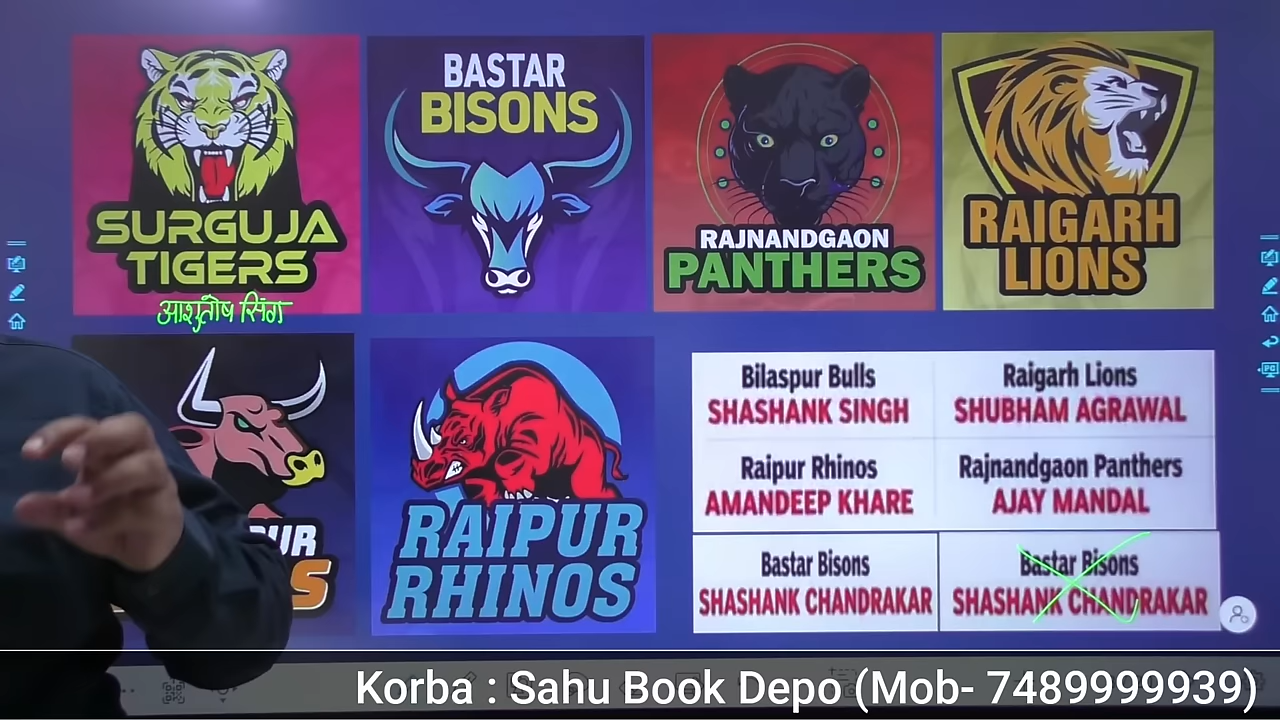 SURGUJA
TIGERS
आशुतोष सिंग
BASTAR
BISONS
RAJNANDGAON
PANTHERS
RAIGARH
LIONS
RAIPUR
RHINOS
Bilaspur Bulls
SHASHANK SINGH
Raigarh Lions
SHUBHAM AGRAWAL
Raipur Rhinos
AMANDEEP KHARE
Rajnandgaon Panthers
AJAY MANDAL
Bastar Bisons
SHASHANK CHANDRAKAR
Bastar Bisons
SHASHANK CHANDRAKAR
Korba : Sahu Book Depo (Mob- 7489999939)